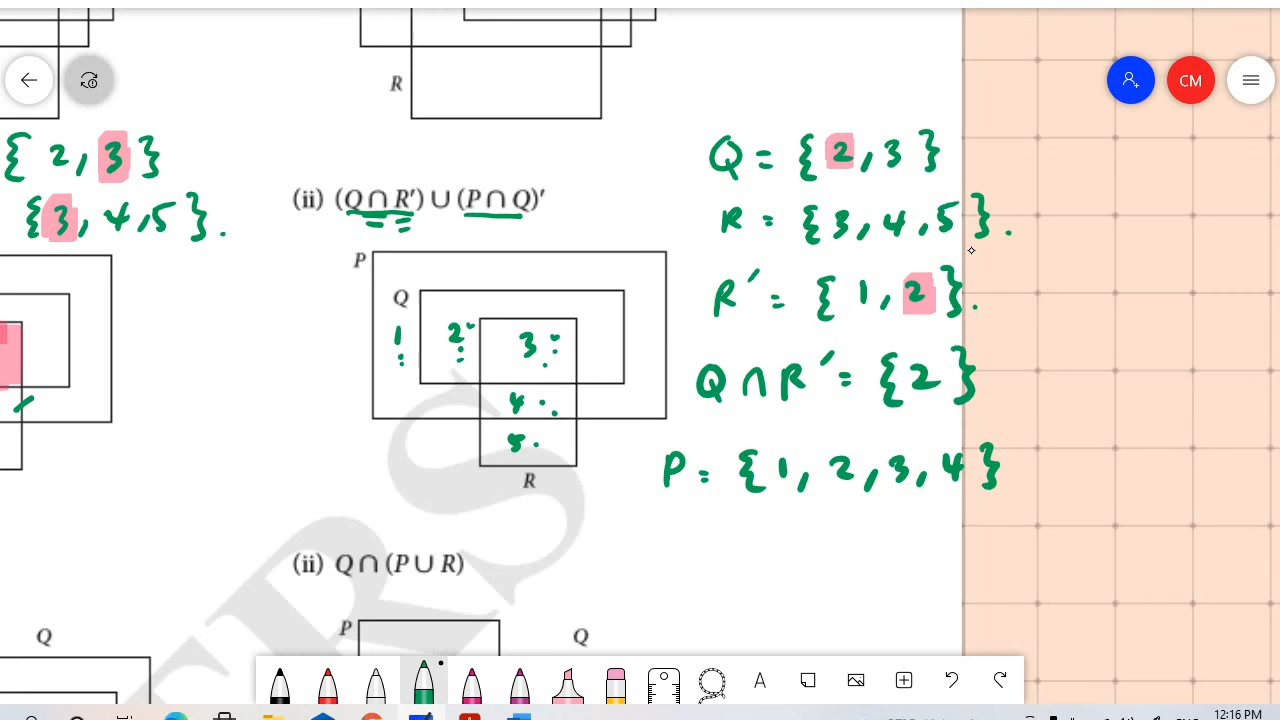 R
{ 2, 3 }
{3, 4, 5 }.
(ii) (Q ∩ R′) ∪ (P ∩ Q)′
Q = { 2, 3 }
R = { 3, 4, 5 }.
R′ = { 1, 2 }.
Q ∩ R′ = { 2 }
P = { 1, 2, 3, 4 }
P
Q
1 2 3
4
5
R
(ii) Q ∩ (P ∪ R)
Q
P
Q
CM
TRS
A
12:16 PM